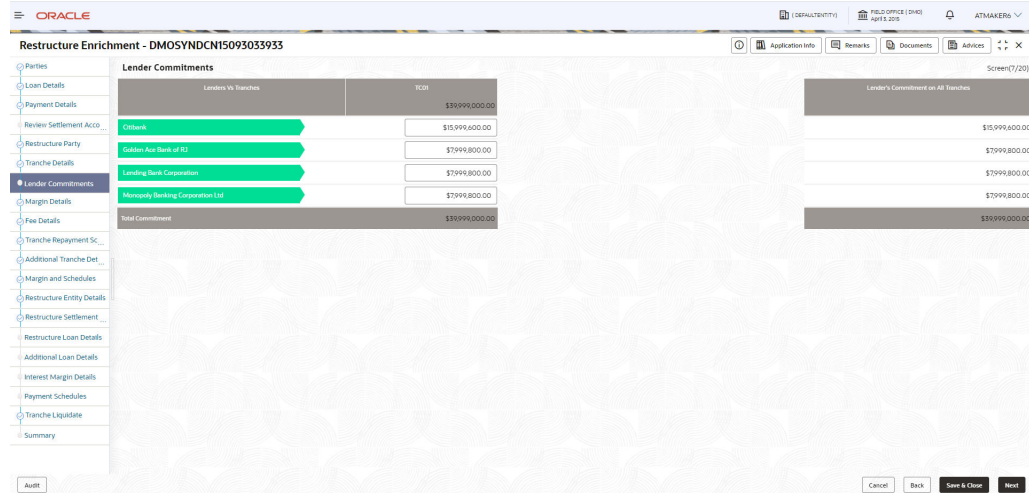 ORACLE
( DEFAULTENTITY)
FIELD OFFICE ( DMO)
April 3, 2015
ATMAKER6
Restructure Enrichment - DMOSYNDCN15093033933
Application Info
Remarks
Documents
Advices
Parties
Loan Details
Payment Details
Review Settlement Acco...
Restructure Party
Tranche Details
Lender Commitments
Margin Details
Fee Details
Tranche Repayment Sc...
Additional Tranche Det...
Margin and Schedules
Restructure Entity Details
Restructure Settlement ...
Restructure Loan Details
Additional Loan Details
Interest Margin Details
Payment Schedules
Tranche Liquidate
Summary
Lender Commitments
Screen(7/20)
Lenders Vs Tranches TC01 Lender's Commitment on All Tranches
$39,999,000.00
Citibank $15,999,600.00 $15,999,600.00
Golden Ace Bank of RJ $7,999,800.00 $7,999,800.00
Lending Bank Corporation $7,999,800.00 $7,999,800.00
Monopoly Banking Corporation Ltd $7,999,800.00 $7,999,800.00
Total Commitment $39,999,000.00 $39,999,000.00
Audit
Cancel
Back
Save & Close
Next